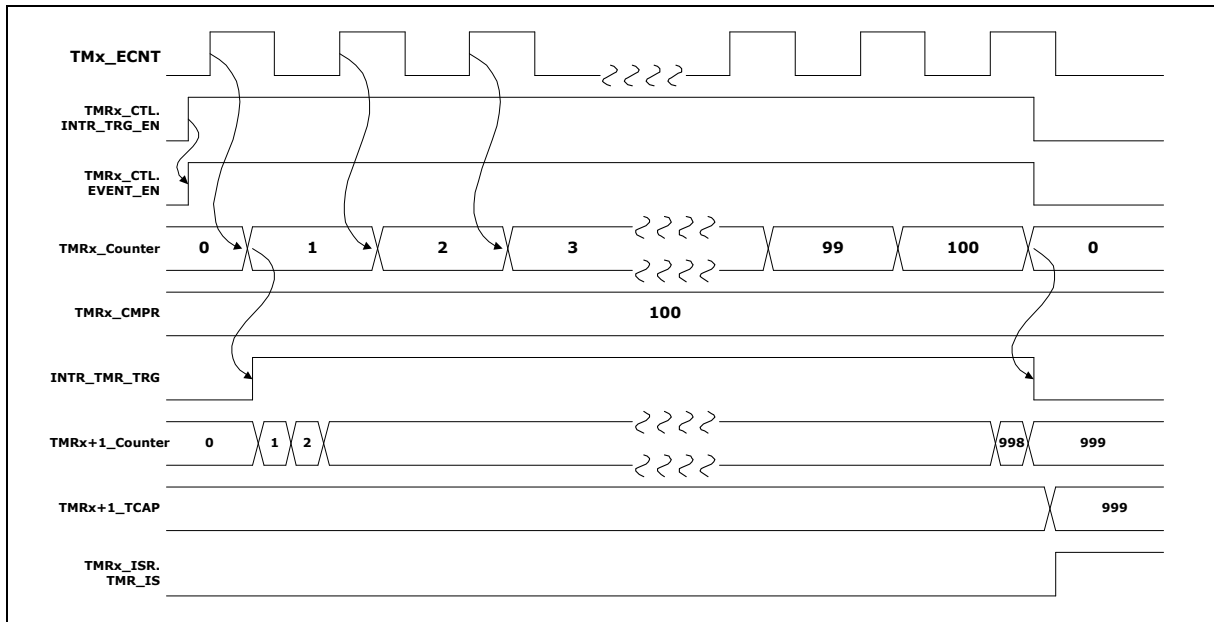 TMx_ECNT
TMRx_CTL.
INTR_TRG_EN
TMRx_CTL.
EVENT_EN
TMRx_Counter 0 1 2 3 99 100 0
TMRx_CMPR 100
INTR_TMR_TRG
TMRx+1_Counter 0 1 2 998 999
TMRx+1_TCAP 999
TMRx_ISR.
TMR_IS